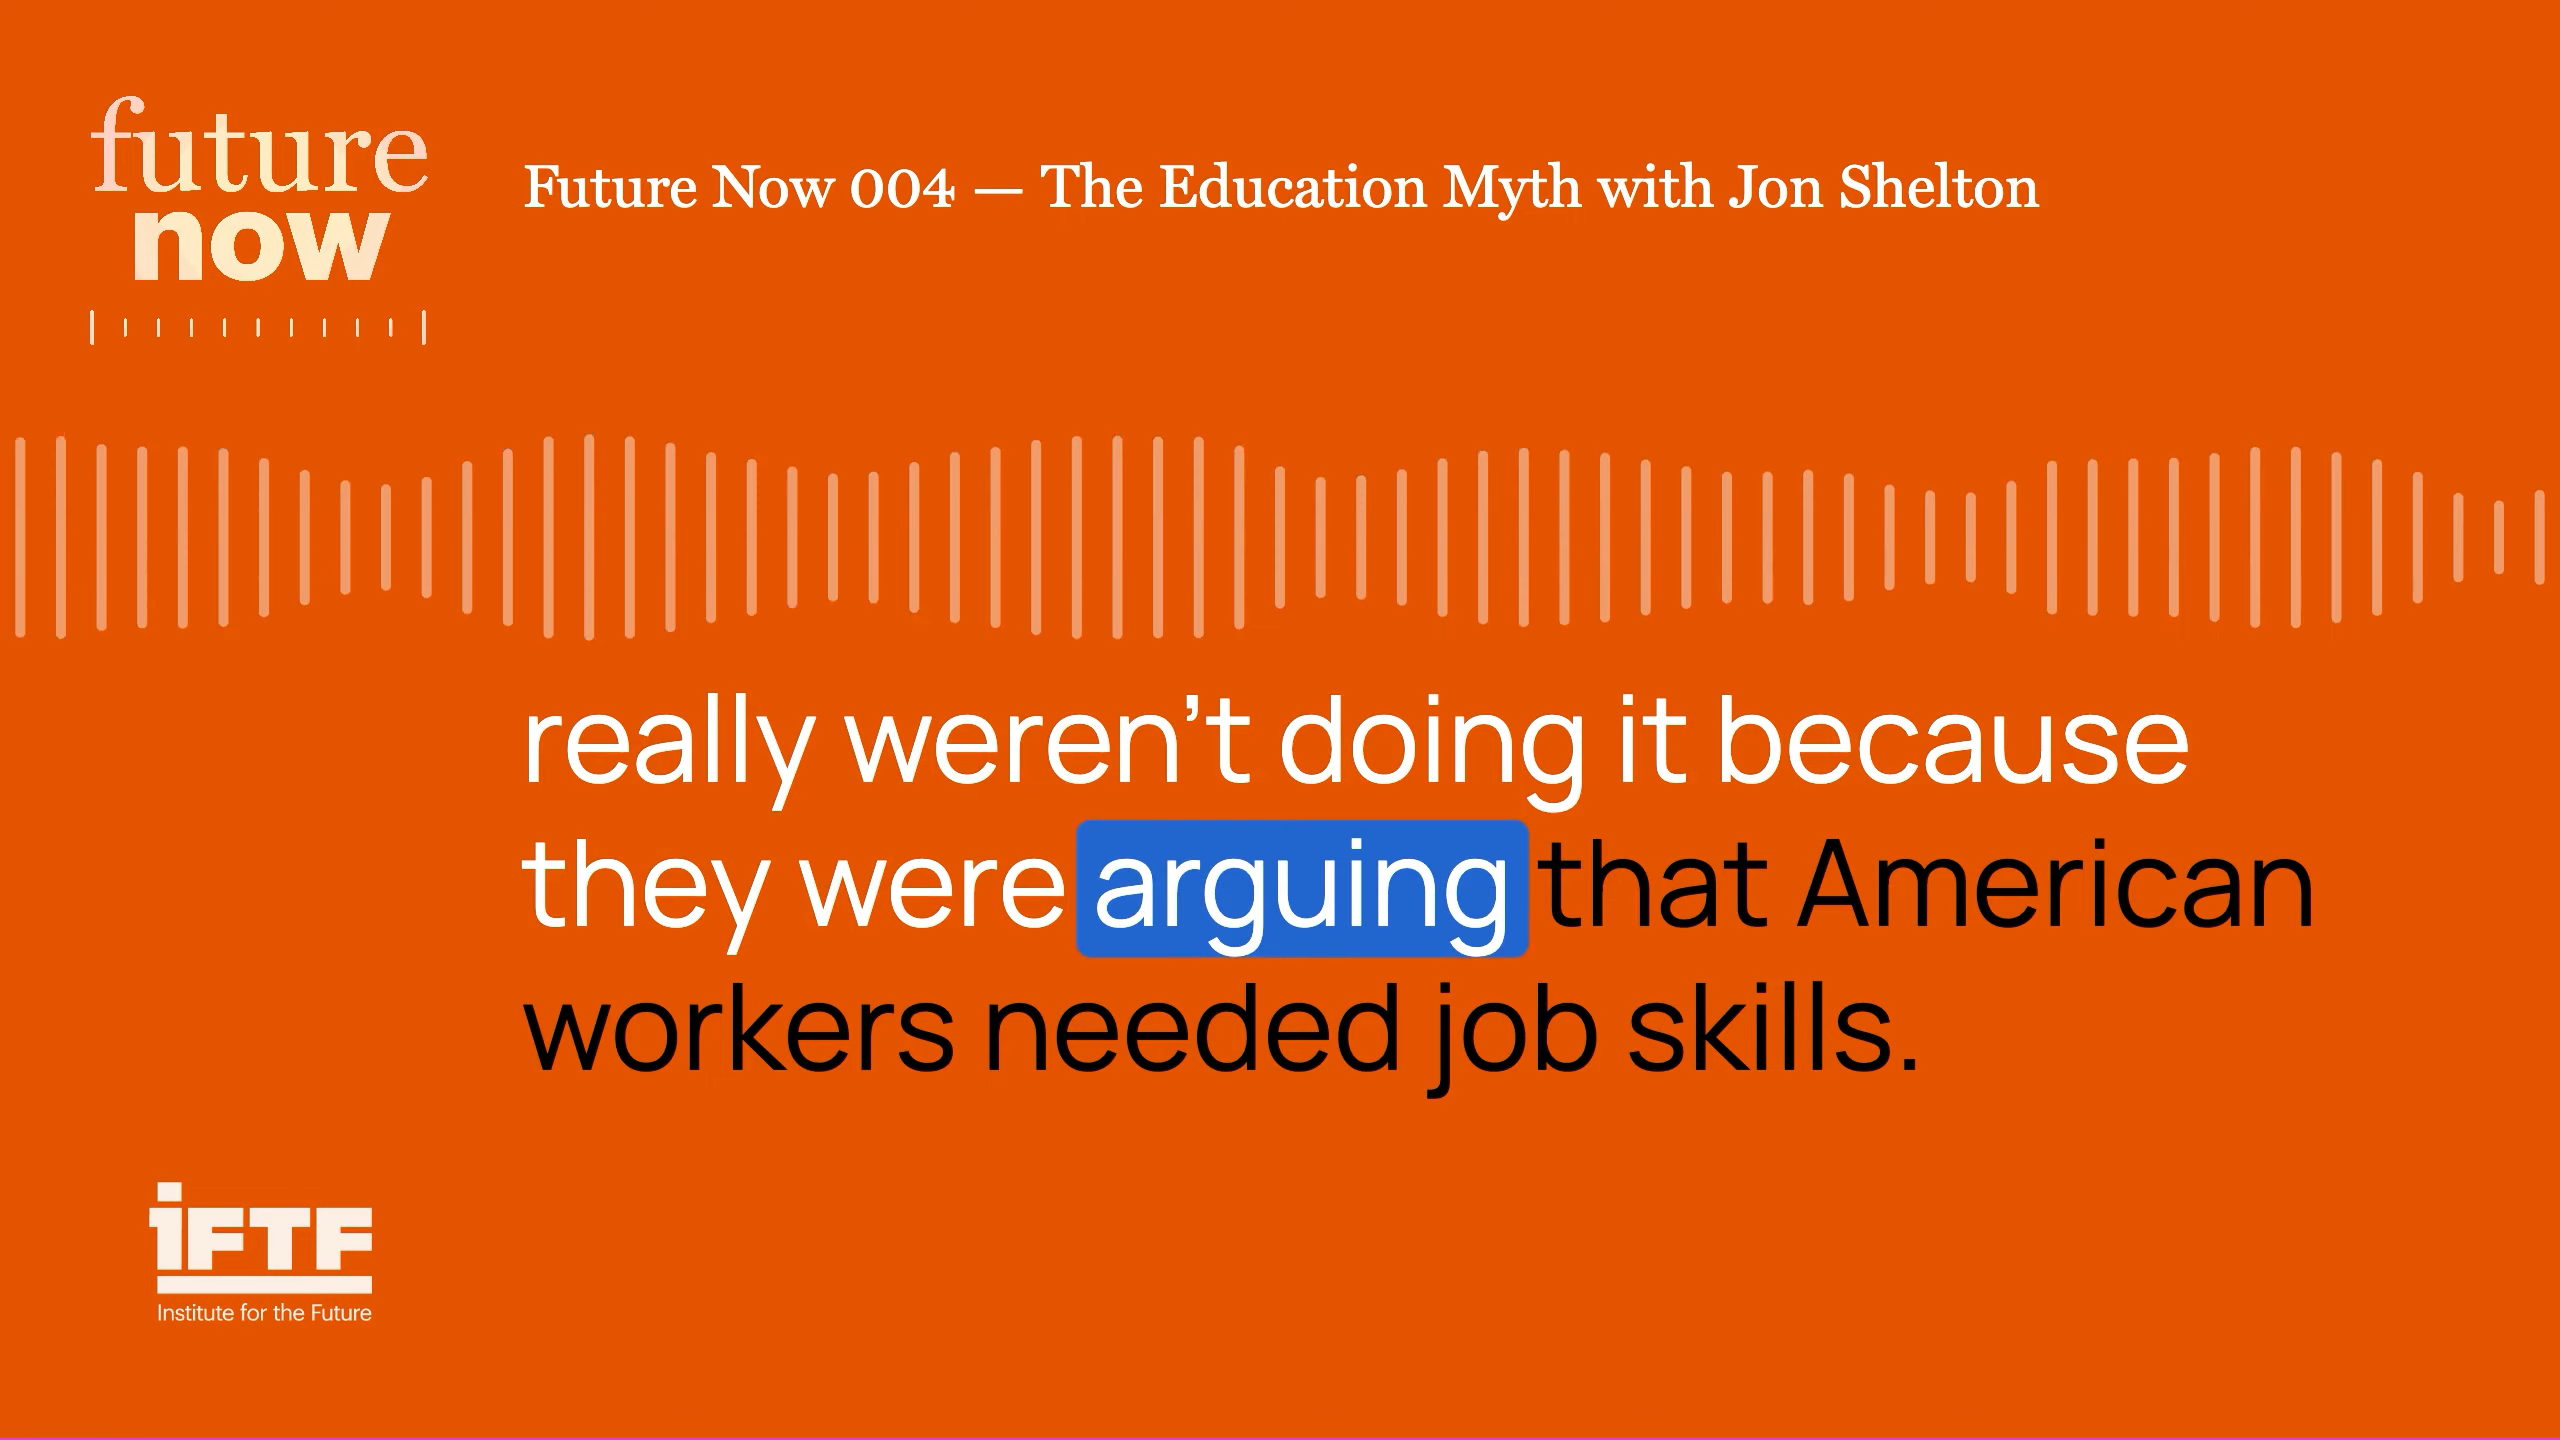 future
now
Future Now 004 — The Education Myth with Jon Shelton
really weren’t doing it because
they were arguing that American
workers needed job skills.
iFTF
Institute for the Future